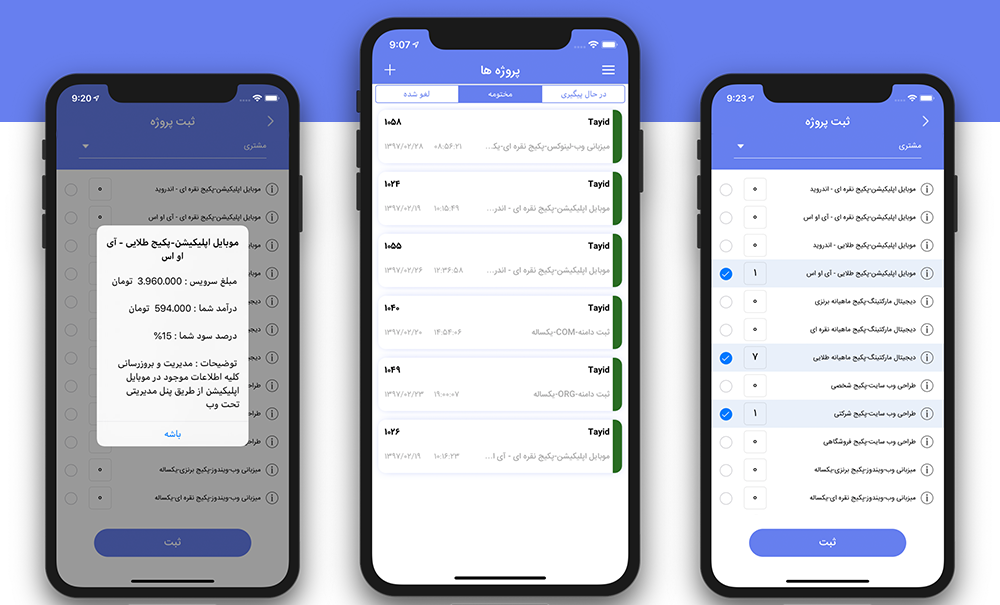 9:20
ثبت پروژه
مشتری
موبایل اپلیکیشن-پکیج نقره ای - اندروید
۰
موبایل اپلیکیشن-پکیج نقره ای - آی او اس
۰
موبایل اپلیکیشن-پکیج طلایی - آی
او اس
مبلغ سرویس : 3.960.000 تومان
درآمد شما : 594.000 تومان
درصد سود شما : 15%
توضیحات : مدیریت و بروزرسانی
کلیه اطلاعات موجود در موبایل
اپلیکیشن از طریق پنل مدیریتی
تحت وب
باشه
میزبانی وب-ویندوز-پکیج برنزی-یکساله
۰
میزبانی وب-ویندوز-پکیج نقره ای-یکساله
۰
ثبت
9:07
پروژه ها
در حال پیگیری
مختومه
لغو شده
Tayid
۱۰۵۸
میزبانی وب-لینوکس-پکیج نقره ای-یک...
۰۸:۵۶:۲۱
۱۳۹۷/۰۲/۲۸
Tayid
۱۰۲۴
موبایل اپلیکیشن-پکیج نقره ای - اندر...
۱۰:۱۵:۴۹
۱۳۹۷/۰۲/۱۹
Tayid
۱۰۵۵
موبایل اپلیکیشن-پکیج نقره ای - اندر...
۱۲:۳۶:۵۸
۱۳۹۷/۰۲/۲۶
Tayid
۱۰۴۰
ثبت دامنه-COM-یکساله
۱۴:۵۴:۰۶
۱۳۹۷/۰۲/۲۰
Tayid
۱۰۴۹
ثبت دامنه-ORG-یکساله
۱۹:۰۰:۰۷
۱۳۹۷/۰۲/۲۳
Tayid
۱۰۲۶
موبایل اپلیکیشن-پکیج نقره ای - آی ا...
۱۰:۱۶:۲۳
۱۳۹۷/۰۲/۱۹
9:23
ثبت پروژه
مشتری
موبایل اپلیکیشن-پکیج نقره ای - اندروید
۰
موبایل اپلیکیشن-پکیج نقره ای - آی او اس
۰
موبایل اپلیکیشن-پکیج طلایی - اندروید
۰
موبایل اپلیکیشن-پکیج طلایی - آی او اس
۱
دیجیتال مارکتینگ-پکیج ماهیانه برنزی
۰
دیجیتال مارکتینگ-پکیج ماهیانه نقره ای
۰
دیجیتال مارکتینگ-پکیج ماهیانه طلایی
۷
طراحی وب سایت-پکیج شخصی
۰
طراحی وب سایت-پکیج شرکتی
۱
طراحی وب سایت-پکیج فروشگاهی
۰
میزبانی وب-ویندوز-پکیج برنزی-یکساله
۰
میزبانی وب-ویندوز-پکیج نقره ای-یکساله
۰
ثبت